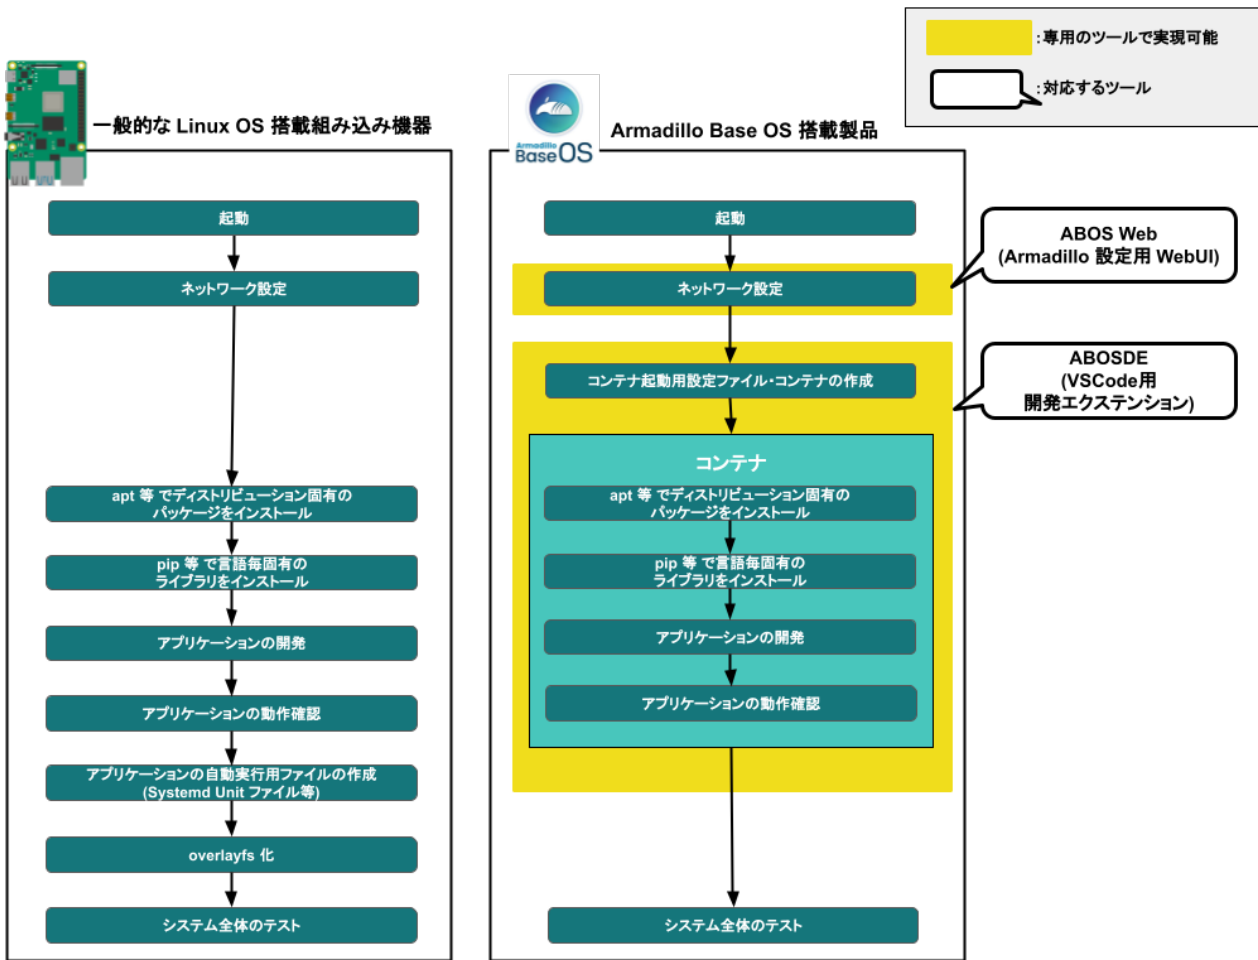 :専用のツールで実現可能
:対応するツール
一般的な Linux OS 搭載組み込み機器
起動
ネットワーク設定
apt 等 でディストリビューション固有の
パッケージをインストール
pip 等 で言語毎固有の
ライブラリをインストール
アプリケーションの開発
アプリケーションの動作確認
アプリケーションの自動実行用ファイルの作成
(Systemd Unit ファイル等)
overlayfs 化
システム全体のテスト
Armadillo
Base OS
Armadillo Base OS 搭載製品
起動
ネットワーク設定
コンテナ起動用設定ファイル・コンテナの作成
コンテナ
apt 等 でディストリビューション固有の
パッケージをインストール
pip 等 で言語毎固有の
ライブラリをインストール
アプリケーションの開発
アプリケーションの動作確認
システム全体のテスト
ABOS Web
(Armadillo 設定用 WebUI)
ABOSDE
(VSCode用
開発エクステンション)